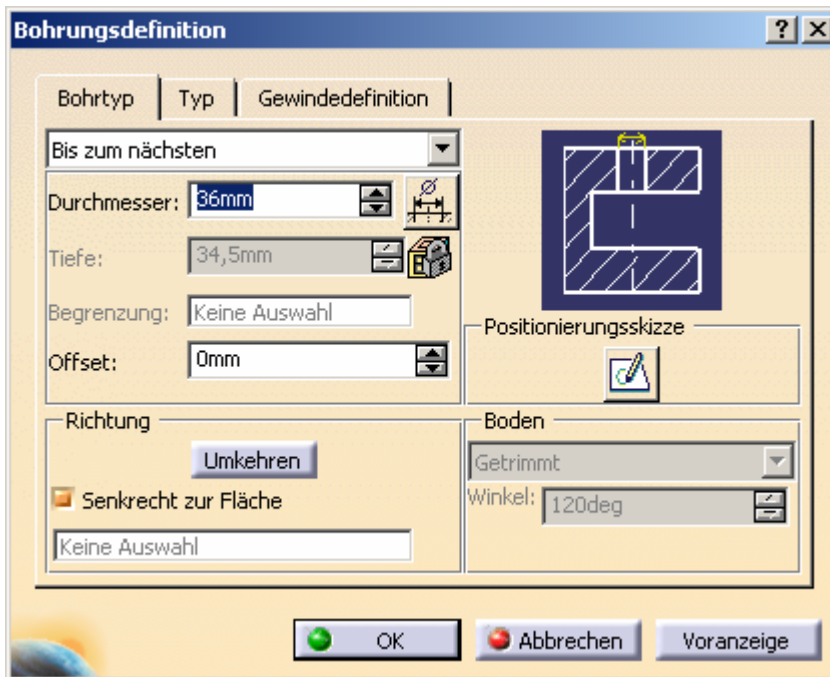 Bohrungsdefinition
Bohrtyp Typ Gewindedefinition
Bis zum nächsten
Durchmesser: 36mm
Tiefe: 34,5mm
Begrenzung: Keine Auswahl
Offset: 0mm
Positionierungsskizze
Richtung
Umkehren
Senkrecht zur Fläche
Keine Auswahl
Boden
Getrimmt
Winkel: 120deg
OK Abbrechen Voranzeige